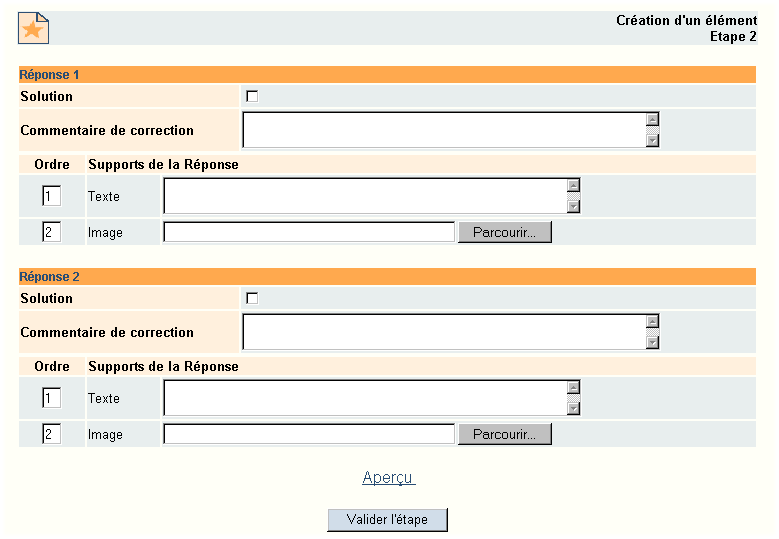 Création d'un élément
Etape 2
Réponse 1
Solution
Commentaire de correction
Ordre Supports de la Réponse
1 Texte
2 Image Parcourir...
Réponse 2
Solution
Commentaire de correction
Ordre Supports de la Réponse
1 Texte
2 Image Parcourir...
Aperçu
Valider l'étape